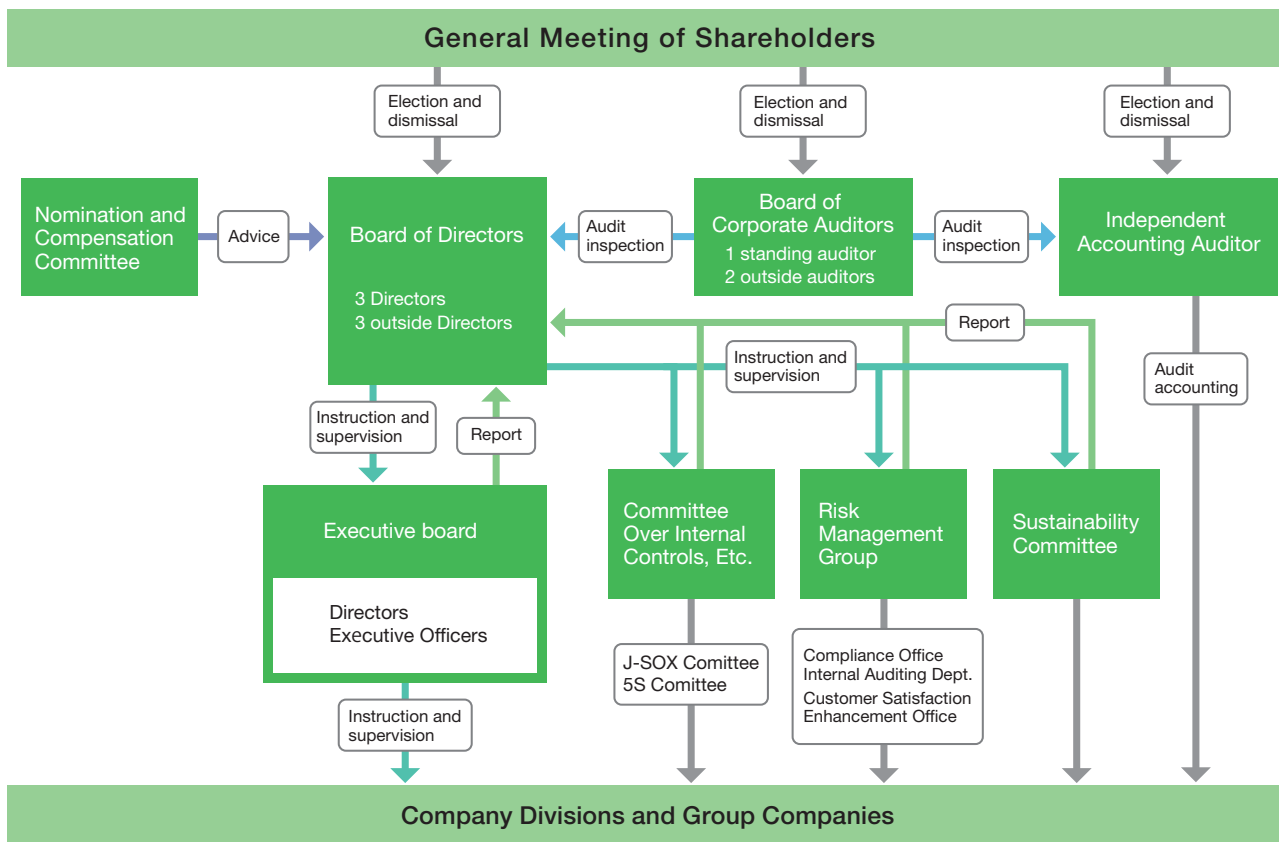 General Meeting of Shareholders
Election and
dismissal
Election and
dismissal
Election and
dismissal
Nomination and
Compensation
Committee
Advice
Board of Directors
3 Directors
3 outside Directors
Audit
inspection
Board of
Corporate Auditors
1 standing auditor
2 outside auditors
Audit
inspection
Independent
Accounting Auditor
Report
Instruction and
supervision
Audit
accounting
Instruction and
supervision
Report
Executive board
Directors
Executive Officers
Committee
Over Internal
Controls, Etc.
Risk
Management
Group
Sustainability
Committee
J-SOX Comittee
5S Comittee
Compliance Office
Internal Auditing Dept.
Customer Satisfaction
Enhancement Office
Instruction and
supervision
Company Divisions and Group Companies